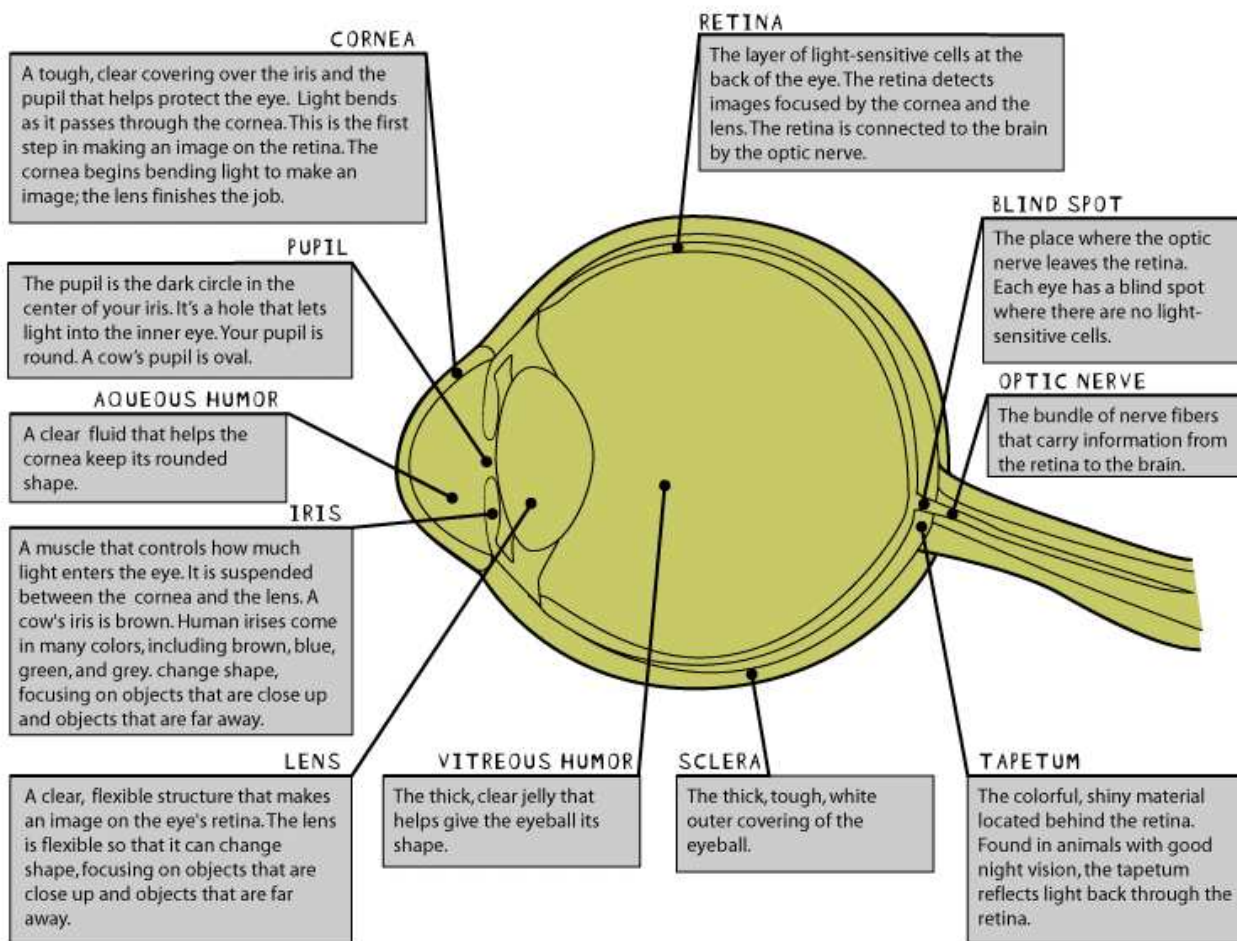 CORNEA
A tough, clear covering over the iris and the
pupil that helps protect the eye. Light bends
as it passes through the cornea. This is the first
step in making an image on the retina. The
cornea begins bending light to make an
image; the lens finishes the job.
RETINA
The layer of light-sensitive cells at the
back of the eye. The retina detects
images focused by the cornea and the
lens. The retina is connected to the brain
by the optic nerve.
PUPIL
The pupil is the dark circle in the
center of your iris. It's a hole that lets
light into the inner eye. Your pupil is
round. A cow's pupil is oval.
BLIND SPOT
The place where the optic
nerve leaves the retina.
Each eye has a blind spot
where there are no light-
sensitive cells.
AQUEOUS HUMOR
A clear fluid that helps the
cornea keep its rounded
shape.
OPTIC NERVE
The bundle of nerve fibers
that carry information from
the retina to the brain.
IRIS
A muscle that controls how much
light enters the eye. It is suspended
between the cornea and the lens. A
cow's iris is brown. Human irises come
in many colors, including brown, blue,
green, and grey. change shape,
focusing on objects that are close up
and objects that are far away.
LENS
A clear, flexible structure that makes
an image on the eye's retina. The lens
is flexible so that it can change
shape, focusing on objects that are
close up and objects that are far
away.
VITREOUS HUMOR
The thick, clear jelly that
helps give the eyeball its
shape.
SCLERA
The thick, tough, white
outer covering of the
eyeball.
TAPETUM
The colorful, shiny material
located behind the retina.
Found in animals with good
night vision, the tapetum
reflects light back through the
retina.